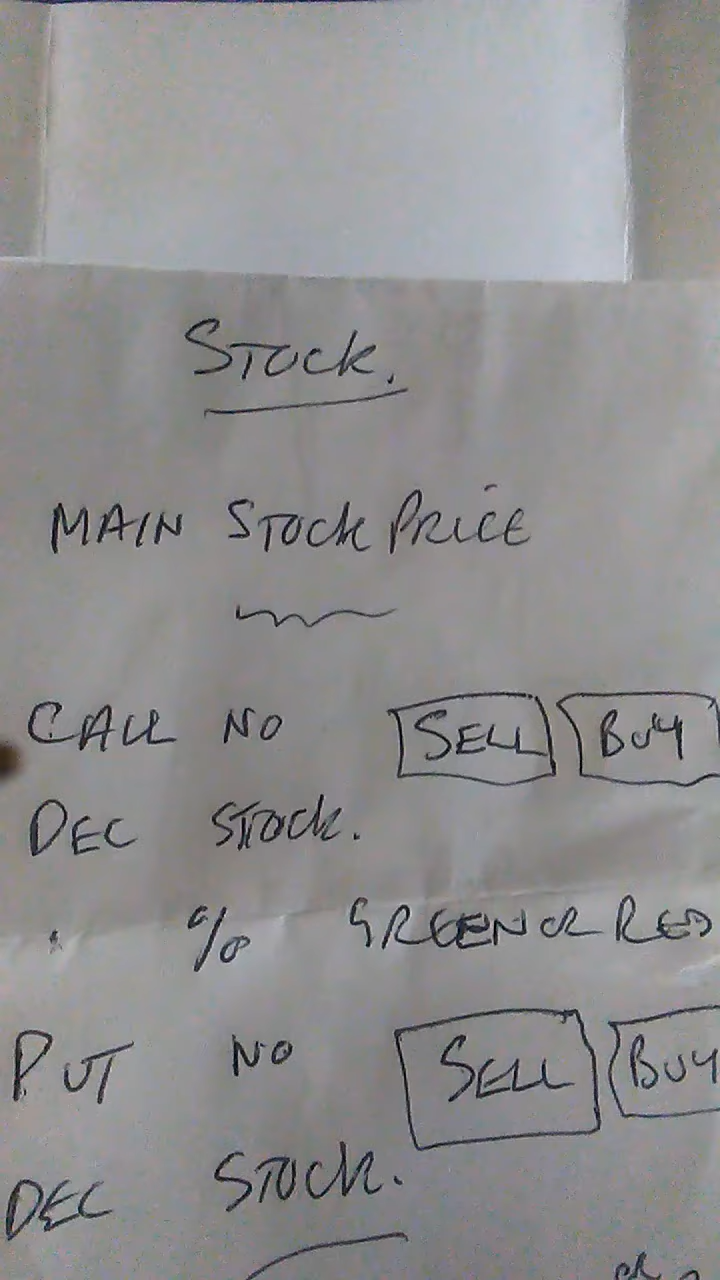 STOCK.
MAIN STOCK PRICE
CALL NO SELL BUY
DEC STOCK.
% GREEN OR RED
PUT NO SELL BUY
DEC STOCK.